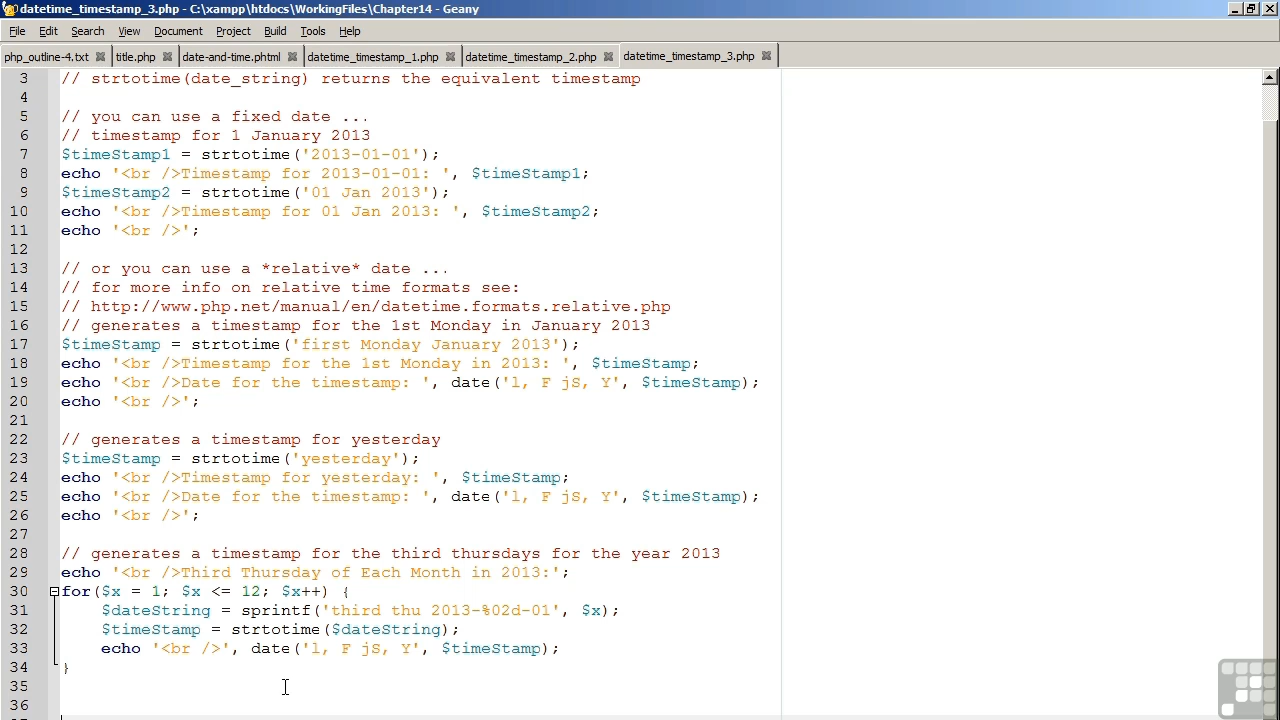 datetime_timestamp_3.php - C:\xampp\htdocs\WorkingFiles\Chapter14 - Geany
File Edit Search View Document Project Build Tools Help
php_outline-4.txt title.php date-and-time.phtml datetime_timestamp_1.php datetime_timestamp_2.php datetime_timestamp_3.php
3 // strtotime(date_string) returns the equivalent timestamp
4
5 // you can use a fixed date ...
6 // timestamp for 1 January 2013
7 $timeStamp1 = strtotime('2013-01-01');
8 echo '<br />Timestamp for 2013-01-01: ', $timeStamp1;
9 $timeStamp2 = strtotime('01 Jan 2013');
10 echo '<br />Timestamp for 01 Jan 2013: ', $timeStamp2;
11 echo '<br />';
12
13 // or you can use a *relative* date ...
14 // for more info on relative time formats see:
15 // http://www.php.net/manual/en/datetime.formats.relative.php
16 // generates a timestamp for the 1st Monday in January 2013
17 $timeStamp = strtotime('first Monday January 2013');
18 echo '<br />Timestamp for the 1st Monday in 2013: ', $timeStamp;
19 echo '<br />Date for the timestamp: ', date('l, F jS, Y', $timeStamp);
20 echo '<br />';
21
22 // generates a timestamp for yesterday
23 $timeStamp = strtotime('yesterday');
24 echo '<br />Timestamp for yesterday: ', $timeStamp;
25 echo '<br />Date for the timestamp: ', date('l, F jS, Y', $timeStamp);
26 echo '<br />';
27
28 // generates a timestamp for the third thursdays for the year 2013
29 echo '<br />Third Thursday of Each Month in 2013:';
30 for($x = 1; $x <= 12; $x++) {
31 $dateString = sprintf('third thu 2013-%02d-01', $x);
32 $timeStamp = strtotime($dateString);
33 echo '<br />', date('l, F jS, Y', $timeStamp);
34 }
35
36